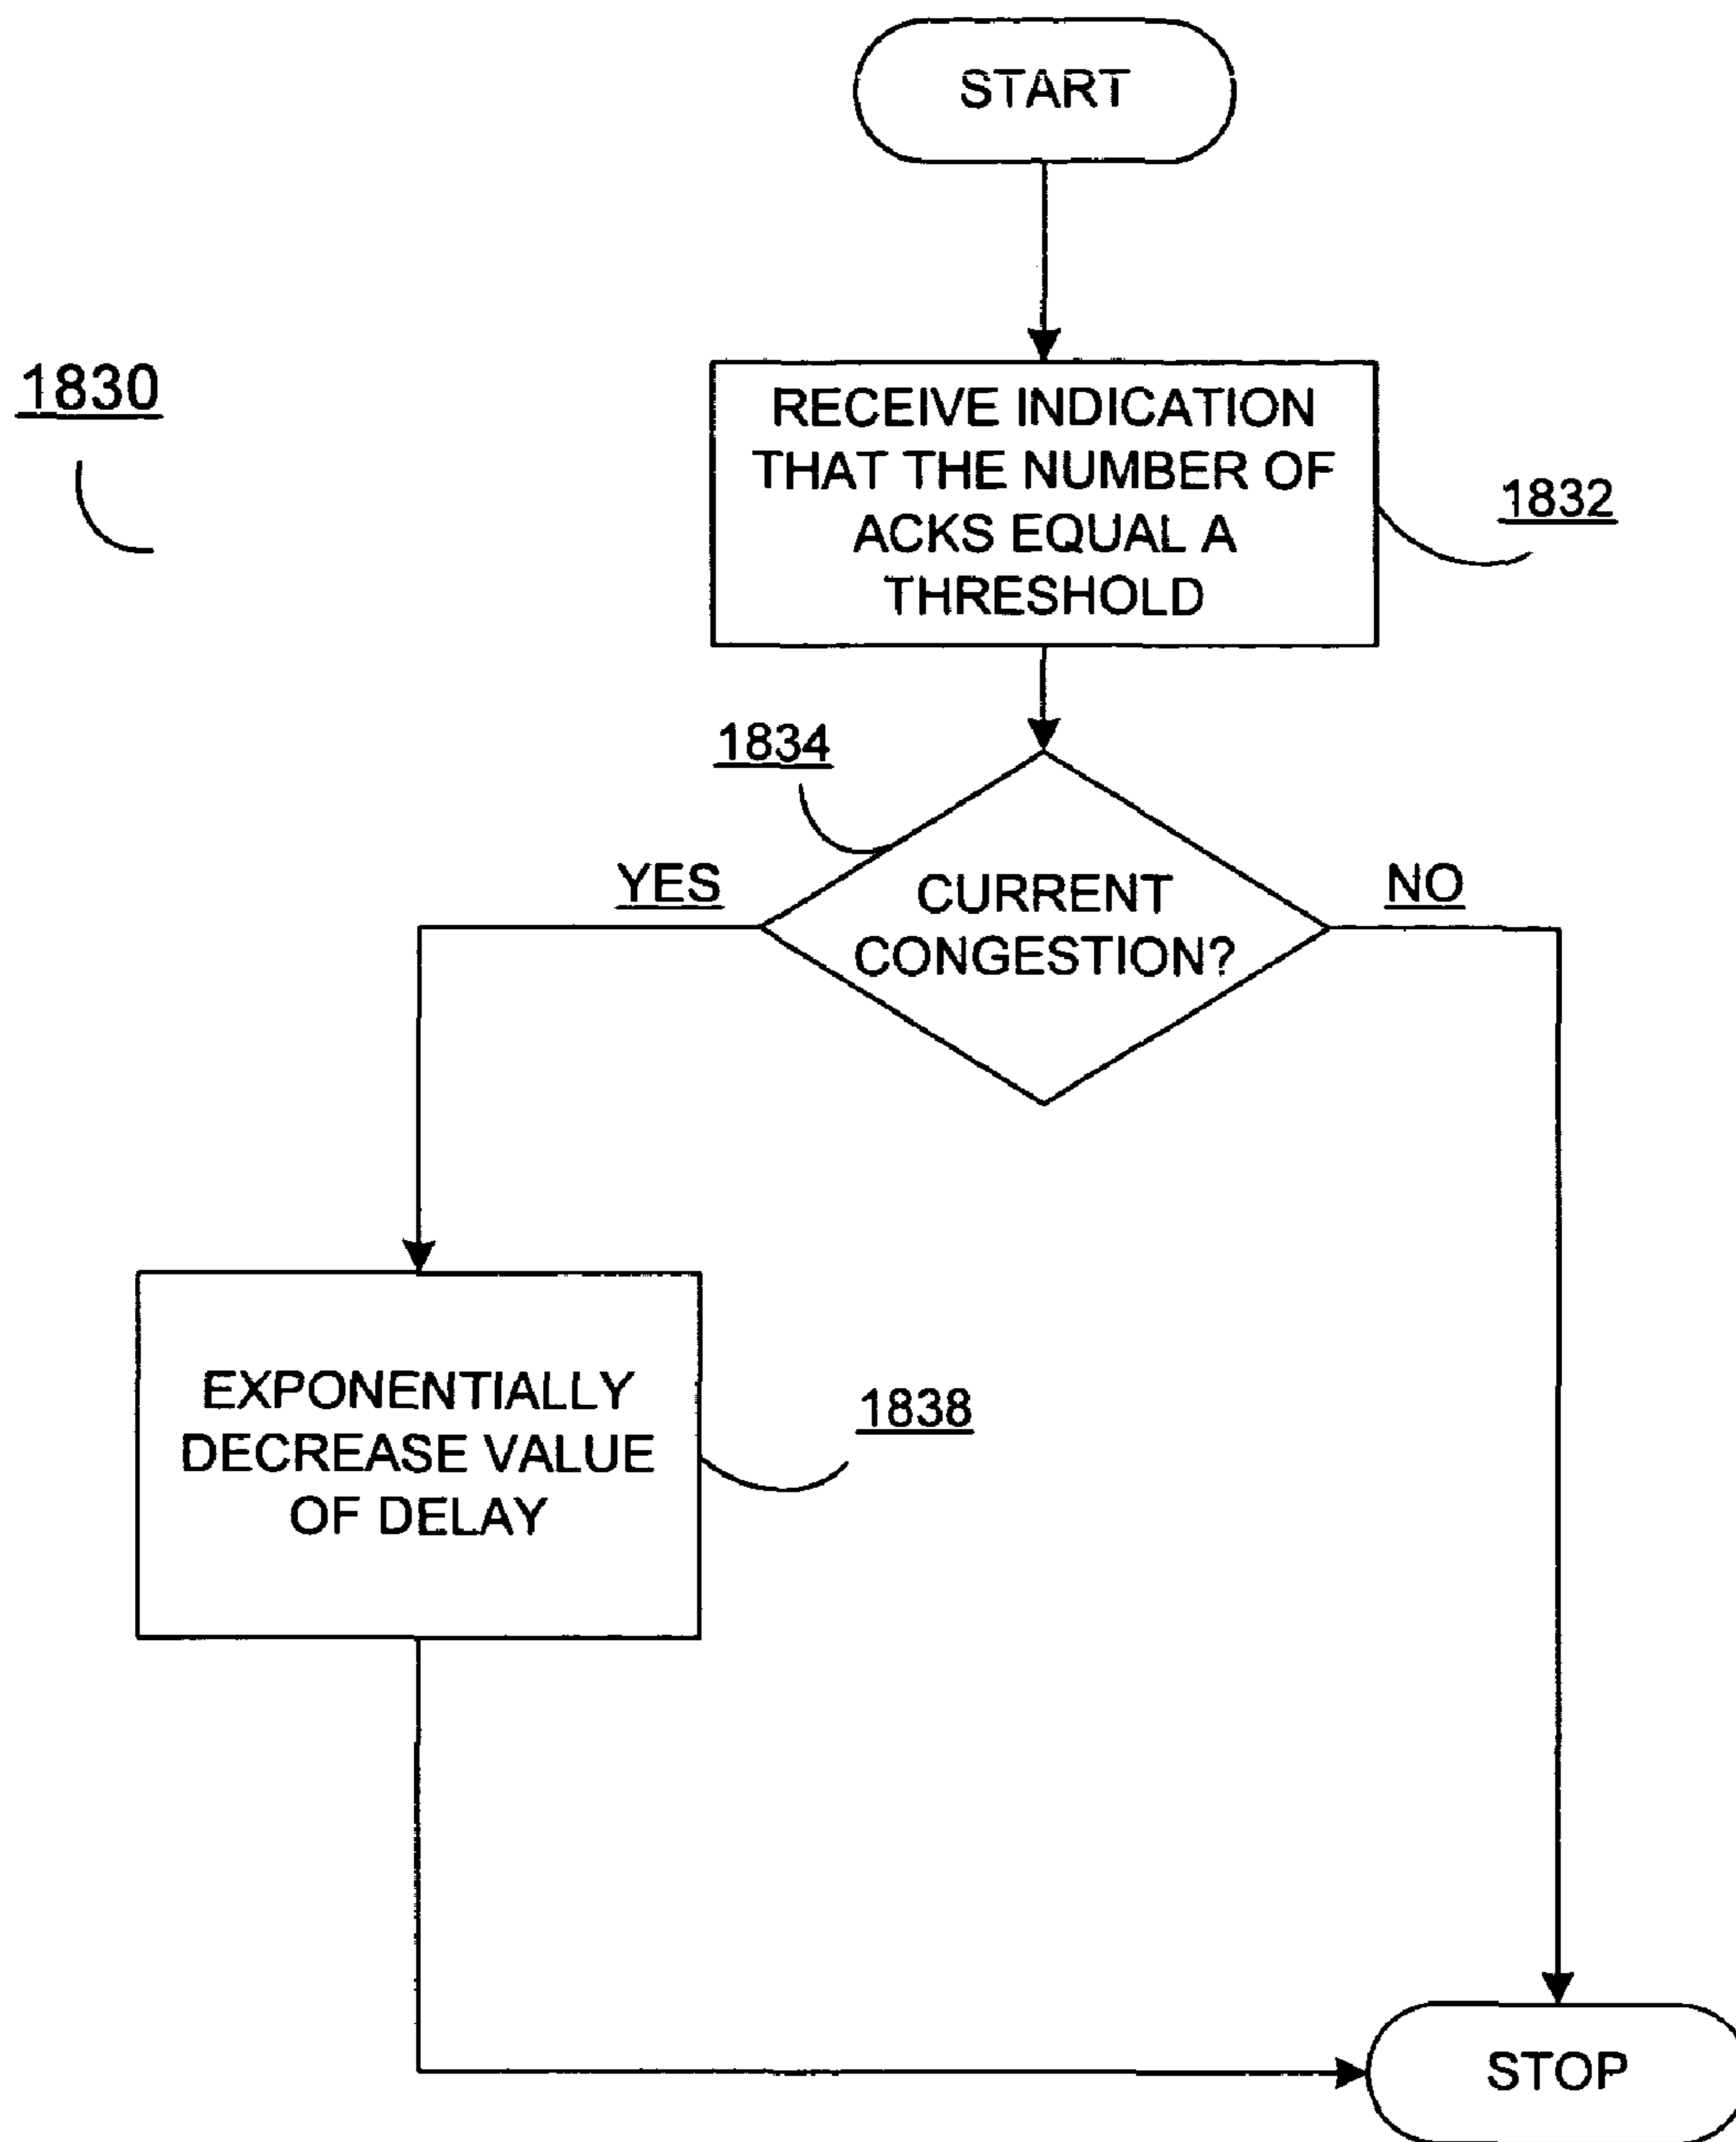 START
1830
RECEIVE INDICATION
THAT THE NUMBER OF
ACKS EQUAL A
THRESHOLD
1832
1834
YES
CURRENT
CONGESTION?
NO
EXPONENTIALLY
DECREASE VALUE
OF DELAY
1838
STOP